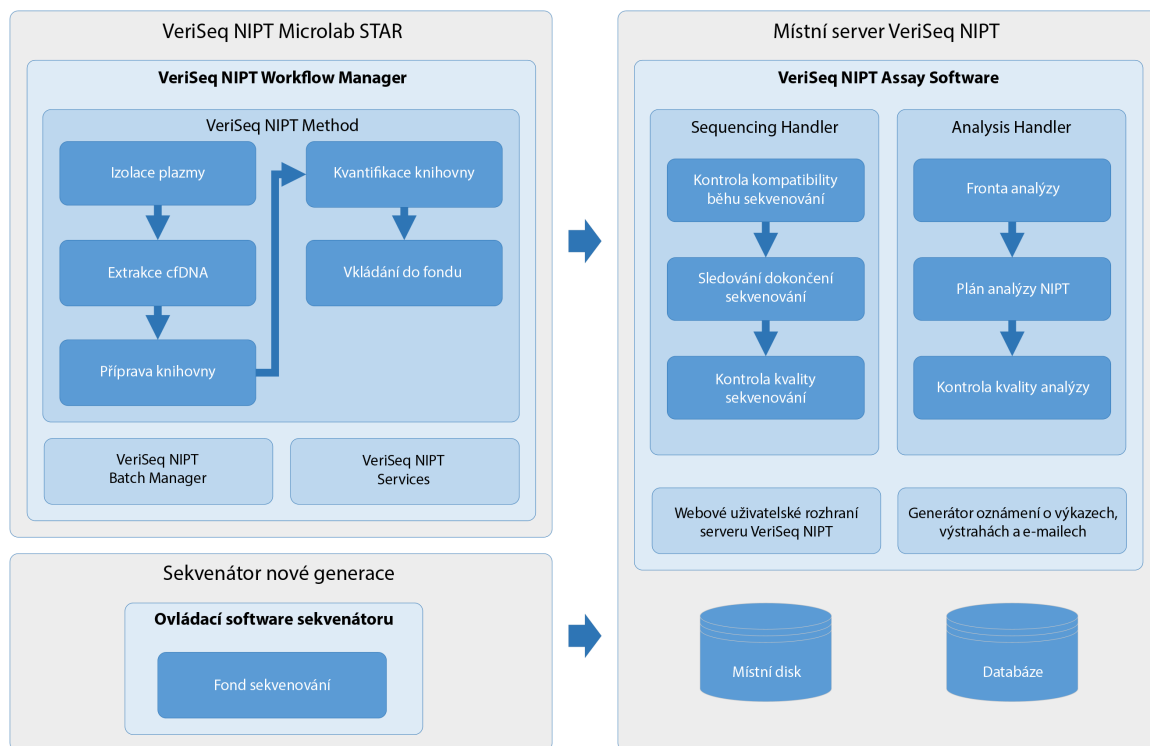 VeriSeq NIPT Microlab STAR
VeriSeq NIPT Workflow Manager
VeriSeq NIPT Method
Izolace plazmy
Extrakce cfDNA
Příprava knihovny
Kvantifikace knihovny
Vkládání do fondu
VeriSeq NIPT
Batch Manager
VeriSeq NIPT
Services
Sekvenátor nové generace
Ovládací software sekvenátoru
Fond sekvenování
Místní server VeriSeq NIPT
VeriSeq NIPT Assay Software
Sequencing Handler
Kontrola kompatibility
běhu sekvenování
Sledování dokončení
sekvenování
Kontrola kvality
sekvenování
Analysis Handler
Fronta analýzy
Plán analýzy NIPT
Kontrola kvality analýzy
Webové uživatelské rozhraní
serveru VeriSeq NIPT
Generátor oznámení o výkazech,
výstrahách a e-mailech
Místní disk
Databáze